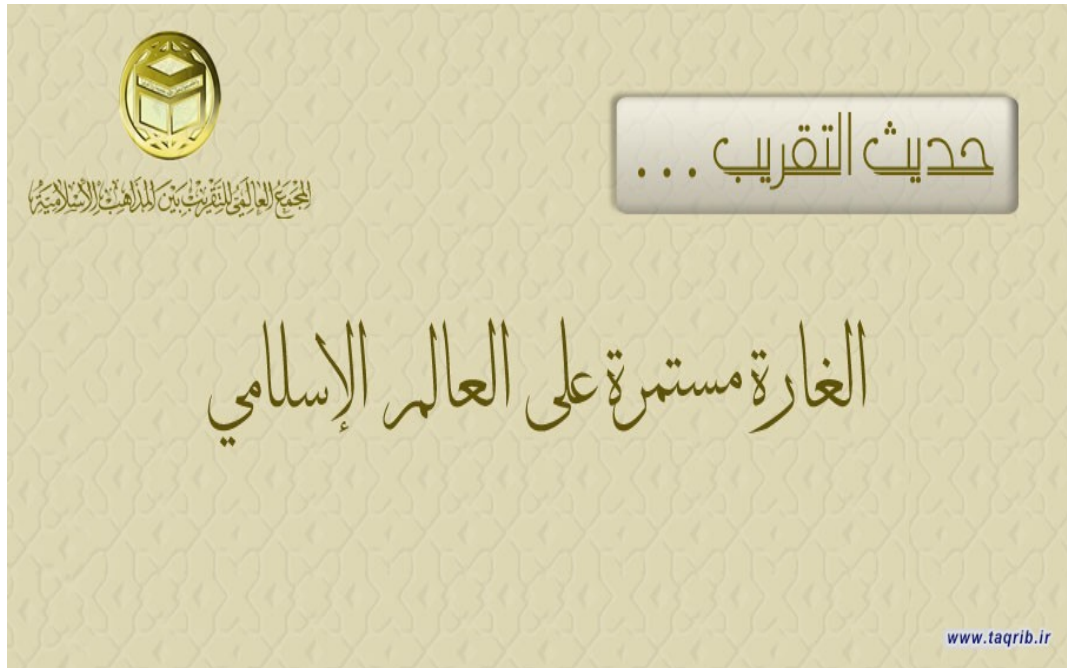 حديث التقريب ...
المجمع العالمي للتقريب بين المذاهب الإسلامية
الغارة مستمرة على العالم الإسلامي
www.taqrib.ir